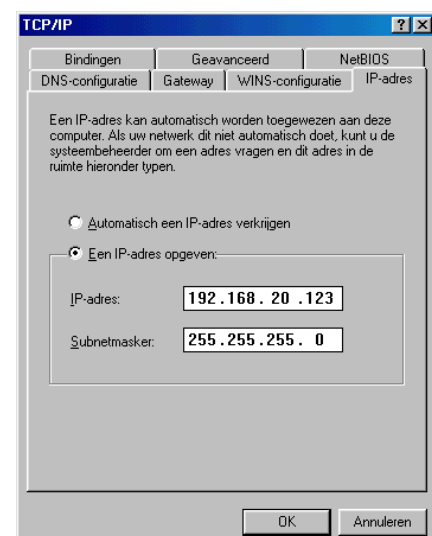 TCP/IP
Bindingen Geavanceerd NetBIOS
DNS-configuratie Gateway WINS-configuratie IP-adres
Een IP-adres kan automatisch worden toegewezen aan deze
computer. Als uw netwerk dit niet automatisch doet, kunt u de
systeembeheerder om een adres vragen en dit adres in de
ruimte hieronder typen.
Automatisch een IP-adres verkrijgen
Een IP-adres opgeven:
IP-adres: 192.168. 20 .123
Subnetmasker: 255.255.255. 0
OK Annuleren